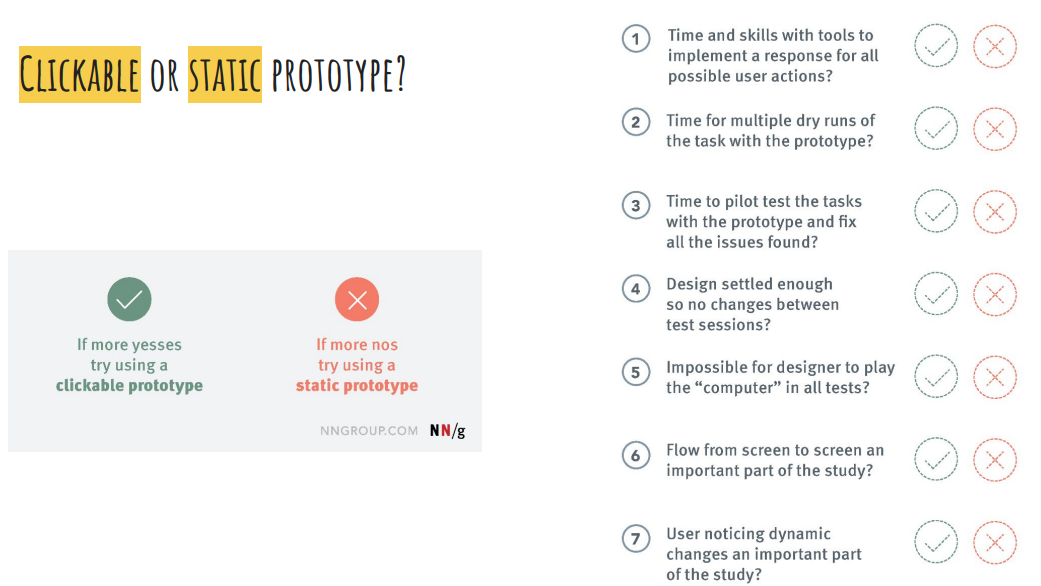 CLICKABLE OR STATIC PROTOTYPE?
If more yesses
try using a
clickable prototype
If more nos
try using a
static prototype
NNGROUP.COM NN/g
1 Time and skills with tools to
implement a response for all
possible user actions?
2 Time for multiple dry runs of
the task with the prototype?
3 Time to pilot test the tasks
with the prototype and fix
all the issues found?
4 Design settled enough
so no changes between
test sessions?
5 Impossible for designer to play
the “computer” in all tests?
6 Flow from screen to screen an
important part of the study?
7 User noticing dynamic
changes an important part
of the study?